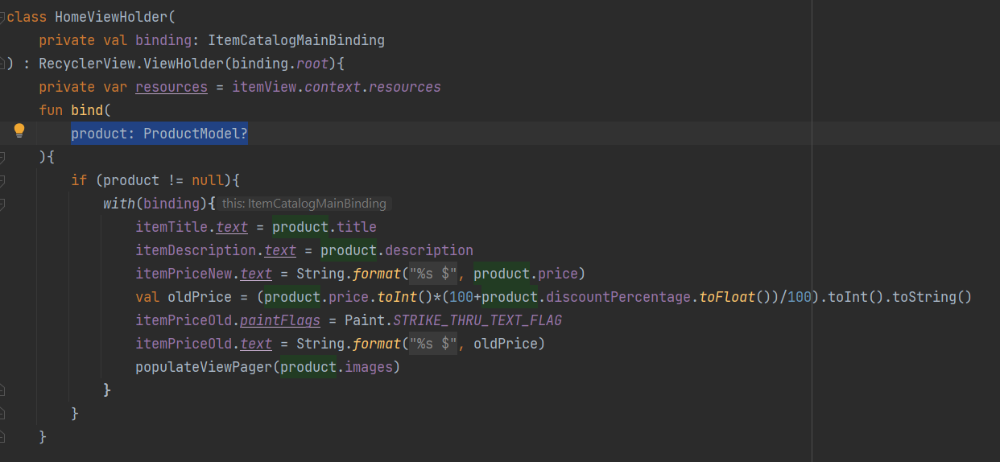 class HomeViewHolder(
    private val binding: ItemCatalogMainBinding
) : RecyclerView.ViewHolder(binding.root){
    private var resources = itemView.context.resources
    fun bind(
        product: ProductModel?
    ){
        if (product != null){
            with(binding){ this: ItemCatalogMainBinding
                itemTitle.text = product.title
                itemDescription.text = product.description
                itemPriceNew.text = String.format("%s $", product.price)
                val oldPrice = (product.price.toInt()*(100+product.discountPercentage.toFloat())/100).toInt().toString()
                itemPriceOld.paintFlags = Paint.STRIKE_THRU_TEXT_FLAG
                itemPriceOld.text = String.format("%s $", oldPrice)
                populateViewPager(product.images)
            }
        }
    }